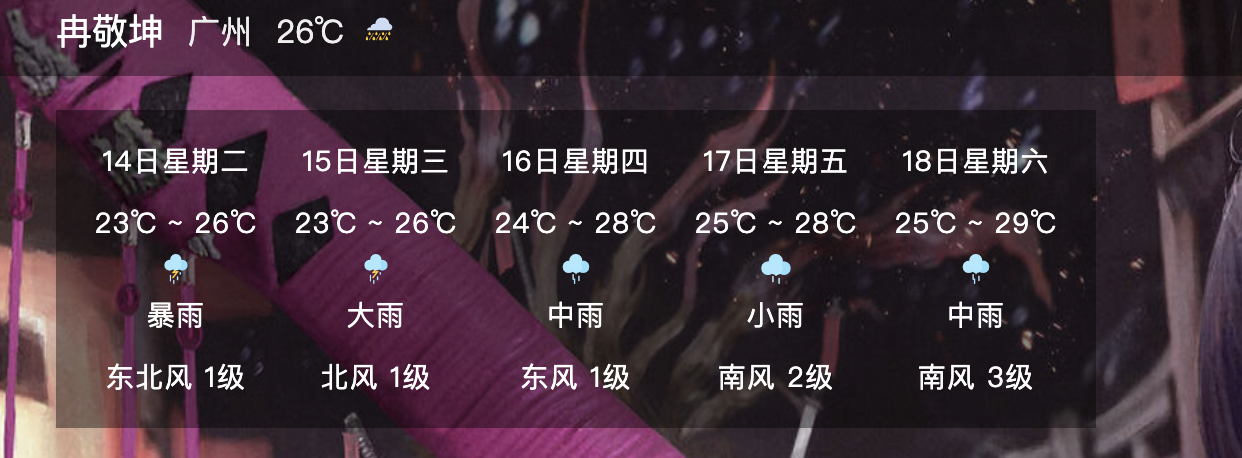 冉敬坤 广州 26℃
14日星期二 15日星期三 16日星期四 17日星期五 18日星期六
23℃ ~ 26℃ 23℃ ~ 26℃ 24℃ ~ 28℃ 25℃ ~ 28℃ 25℃ ~ 29℃
暴雨 大雨 中雨 小雨 中雨
东北风 1级 北风 1级 东风 1级 南风 2级 南风 3级